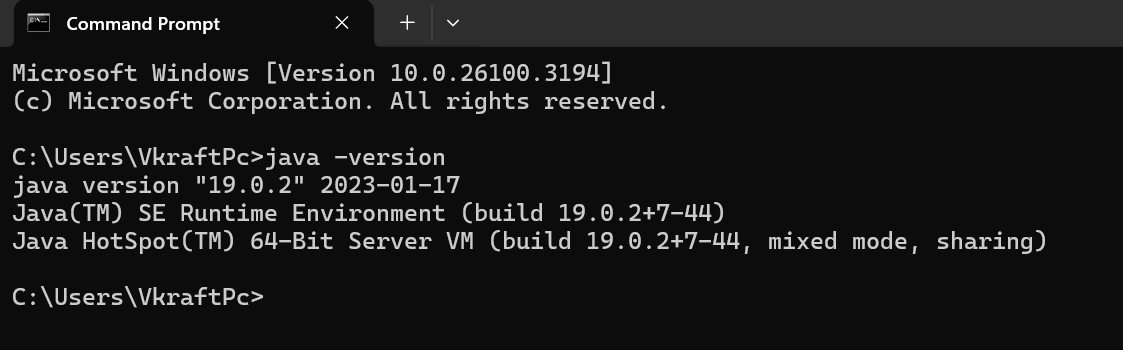 Command Prompt
Microsoft Windows [Version 10.0.26100.3194]
(c) Microsoft Corporation. All rights reserved.
C:\Users\VkraftPc>java -version
java version "19.0.2" 2023-01-17
Java(TM) SE Runtime Environment (build 19.0.2+7-44)
Java HotSpot(TM) 64-Bit Server VM (build 19.0.2+7-44, mixed mode, sharing)
C:\Users\VkraftPc>